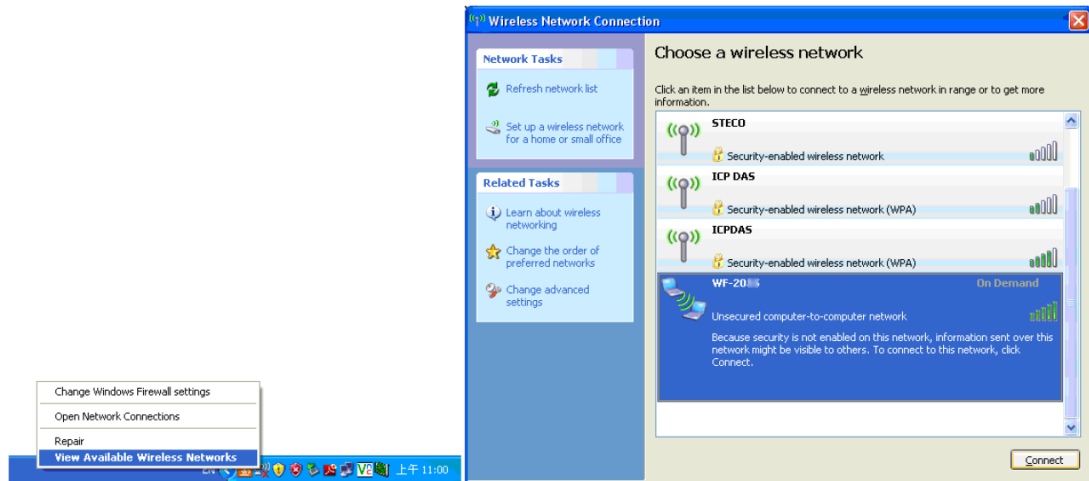 Change Windows Firewall settings
Open Network Connections
Repair
View Available Wireless Networks
上午 11:00
Wireless Network Connection
Network Tasks
Refresh network list
Set up a wireless network
for a home or small office
Related Tasks
Learn about wireless
networking
Change the order of
preferred networks
Change advanced
settings
Choose a wireless network
Click an item in the list below to connect to a wireless network in range or to get more
information.
STECO
Security-enabled wireless network
ICP DAS
Security-enabled wireless network (WPA)
ICPDAS
Security-enabled wireless network (WPA)
On Demand
Unsecured computer-to-computer network
Because security is not enabled on this network, information sent over this
network might be visible to others. To connect to this network, click
Connect.
Connect